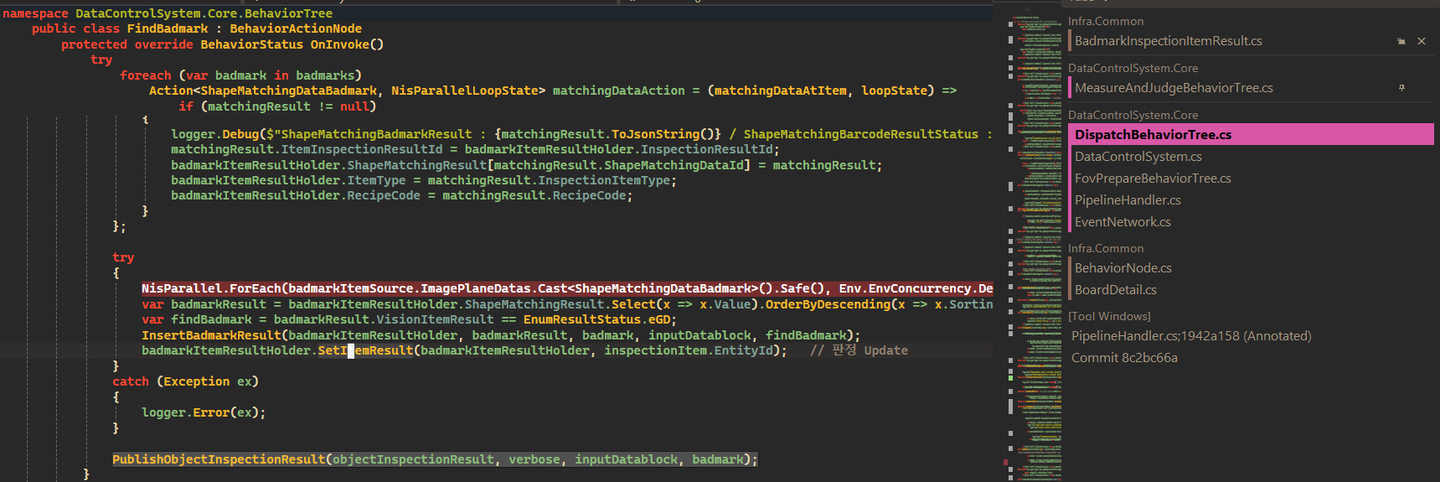 namespace DataControlSystem.Core.BehaviorTree
public class FindBadmark : BehaviorActionNode
protected override BehaviorStatus OnInvoke()
try
foreach (var badmark in badmarks)
Action<ShapeMatchingDataBadmark, NisParallelLoopState> matchingDataAction = (matchingDataAtItem, loopState) =>
if (matchingResult != null)
{
logger.Debug($"ShapeMatchingBadmarkResult : {matchingResult.ToJsonString()} / ShapeMatchingBarcodeResultStatus :
matchingResult.ItemInspectionResultId = badmarkItemResultHolder.InspectionResultId;
badmarkItemResultHolder.ShapeMatchingResult[matchingResult.ShapeMatchingDataId] = matchingResult;
badmarkItemResultHolder.ItemType = matchingResult.InspectionItemType;
badmarkItemResultHolder.RecipeCode = matchingResult.RecipeCode;
}
};
try
{
NisParallel.ForEach(badmarkItemSource.ImagePlaneDatas.Cast<ShapeMatchingDataBadmark>().Safe(), Env.EnvConcurrency.De
var badmarkResult = badmarkItemResultHolder.ShapeMatchingResult.Select(x => x.Value).OrderByDescending(x => x.Sortin
var findBadmark = badmarkResult.VisionItemResult == EnumResultStatus.eGD;
InsertBadmarkResult(badmarkItemResultHolder, badmarkResult, badmark, inputDatablock, findBadmark);
badmarkItemResultHolder.SetItemResult(badmarkItemResultHolder, inspectionItem.EntityId); // 판정 Update
}
catch (Exception ex)
{
logger.Error(ex);
}
PublishObjectInspectionResult(objectInspectionResult, verbose, inputDatablock, badmark);
}
Infra.Common
BadmarkInspectionItemResult.cs
DataControlSystem.Core
MeasureAndJudgeBehaviorTree.cs
DataControlSystem.Core
DispatchBehaviorTree.cs
DataControlSystem.cs
FovPrepareBehaviorTree.cs
PipelineHandler.cs
EventNetwork.cs
Infra.Common
BehaviorNode.cs
BoardDetail.cs
[Tool Windows]
PipelineHandler.cs;1942a158 (Annotated)
Commit 8c2bc66a